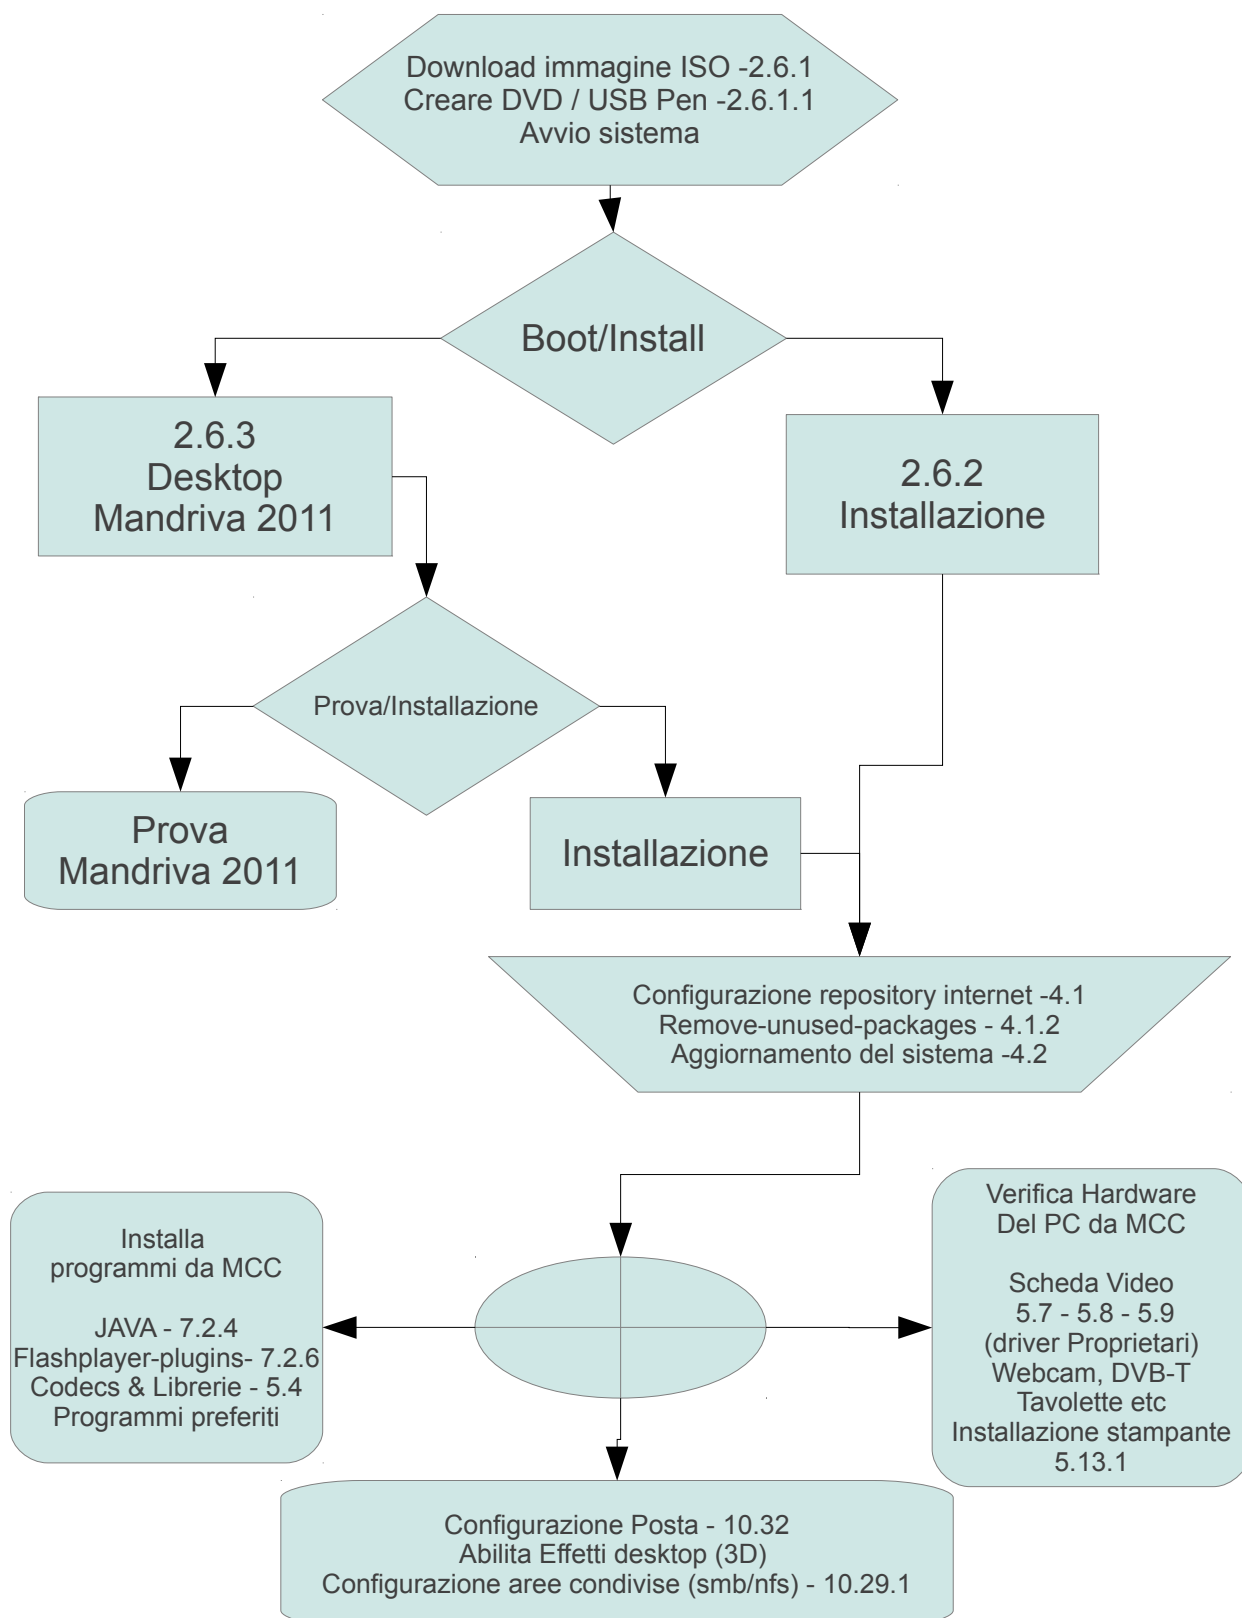 Download immagine ISO -2.6.1
Creare DVD / USB Pen -2.6.1.1
Avvio sistema
Boot/Install
2.6.3
Desktop
Mandriva 2011
2.6.2
Installazione
Prova/Installazione
Prova
Mandriva 2011
Installazione
Configurazione repository internet -4.1
Remove-unused-packages - 4.1.2
Aggiornamento del sistema -4.2
Installa
programmi da MCC
JAVA - 7.2.4
Flashplayer-plugins- 7.2.6
Codecs & Librerie - 5.4
Programmi preferiti
Verifica Hardware
Del PC da MCC
Scheda Video
5.7 - 5.8 - 5.9
(driver Proprietari)
Webcam, DVB-T
Tavolette etc
Installazione stampante
5.13.1
Configurazione Posta - 10.32
Abilita Effetti desktop (3D)
Configurazione aree condivise (smb/nfs) - 10.29.1